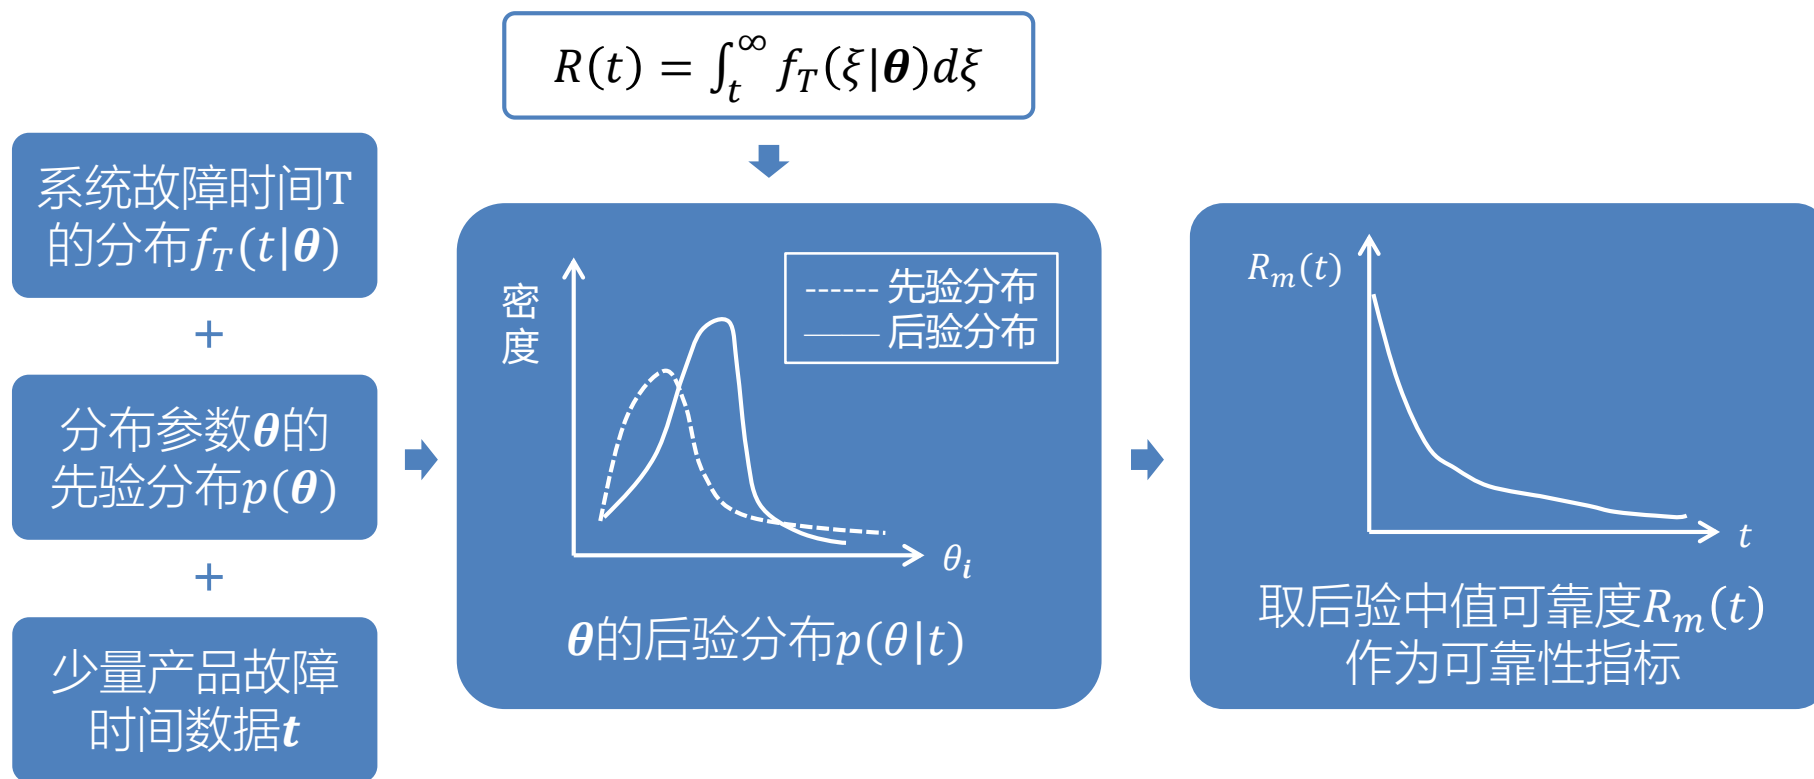 R(t) = ∫_t^∞ f_T(ξ|θ)dξ
系统故障时间T
的分布f_T(t|θ)
+
分布参数θ的
先验分布p(θ)
+
少量产品故障
时间数据t
密
度
先验分布
后验分布
θ_i
θ的后验分布p(θ|t)
R_m(t)
t
取后验中值可靠度R_m(t)
作为可靠性指标